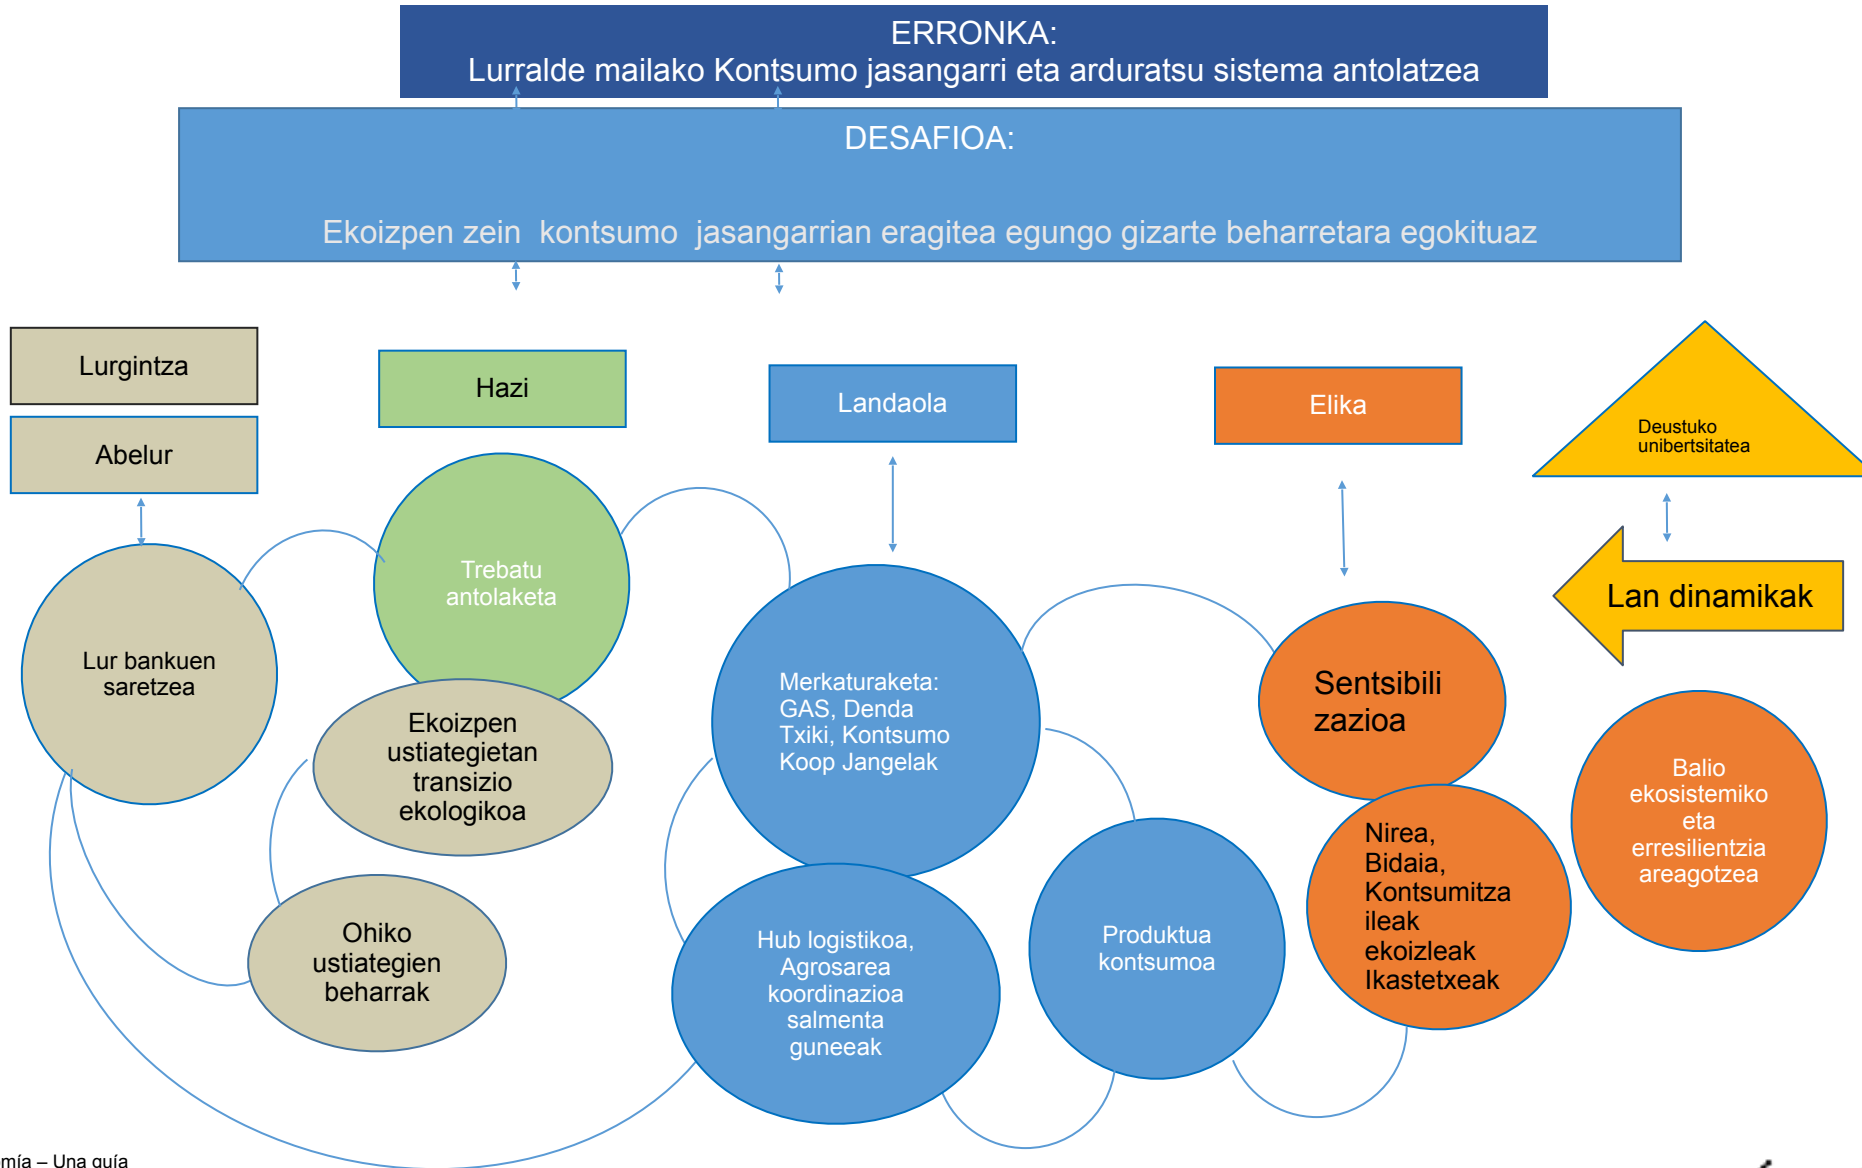 ERRONKA:
Lurralde mailako Kontsumo jasangarri eta arduratsu sistema antolatzea
DESAFIOA:
Ekoizpen zein kontsumo jasangarrian eragitea egungo gizarte beharretara egokituaz
Lurgintza
Abelur
Hazi
Landaola
Elika
Deustuko
unibertsitatea
Lan dinamikak
Lur bankuen
saretzea
Trebatu
antolaketa
Ekoizpen
ustiategietan
transizio
ekologikoa
Ohiko
ustiategien
beharrak
Merkaturaketa:
GAS, Denda
Txiki, Kontsumo
Koop Jangelak
Hub logistikoa,
Agrosarea
koordinazioa
salmenta
guneeak
Produktua
kontsumoa
Sentsibili
zazioa
Nirea,
Bidaia,
Kontsumitza
ileak
ekoizleak
Ikastetxeak
Balio
ekosistemiko
eta
erresilientzia
areagotzea
mía – Una guía